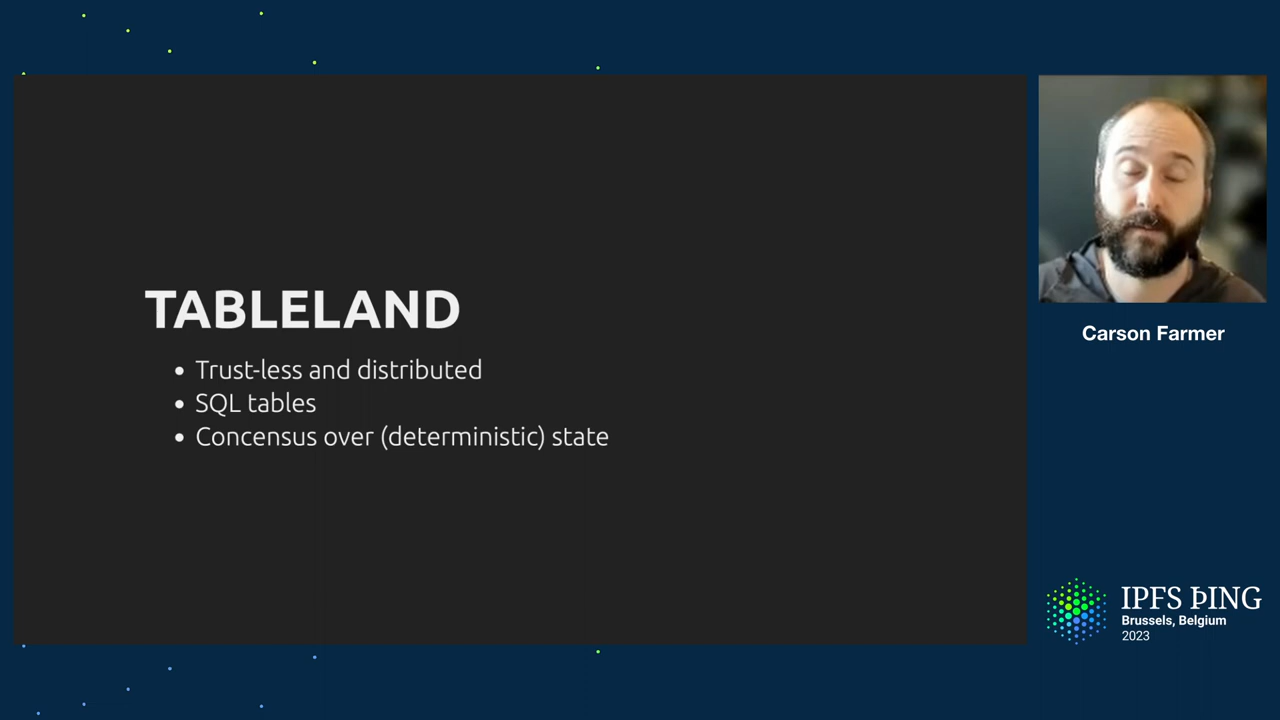 TABLELAND
• Trust-less and distributed
• SQL tables
• Concensus over (deterministic) state
Carson Farmer
IPFS ÞING
Brussels, Belgium
2023